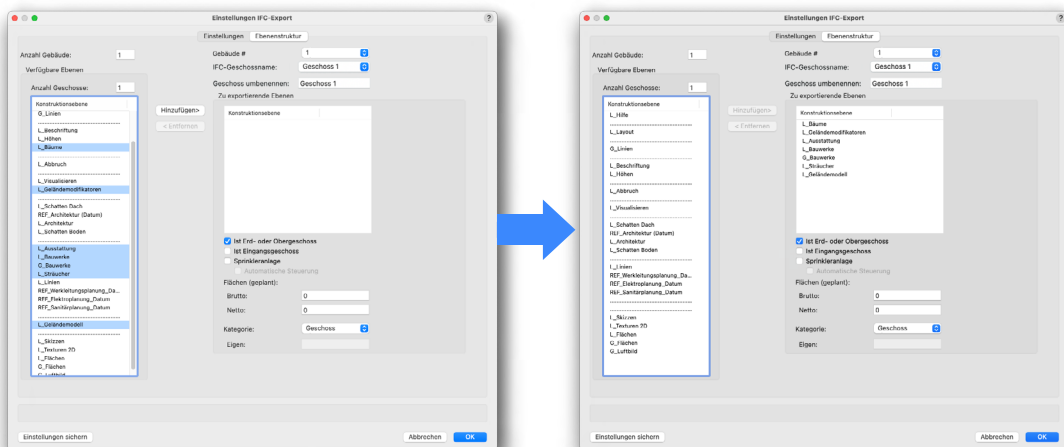 Einstellungen IFC-Export
?
Einstellungen Ebenenstruktur
Anzahl Gebäude: 1
Verfügbare Ebenen
Anzahl Geschosse: 1
Konstruktionsebene
G_Linien
L_Beschriftung
L_Höhen
L_Bäume
L_Abbruch
L_Visualisieren
L_Geländemodifikatoren
L_Schatten Dach
REF_Architektur (Datum)
L_Architektur
L_Schatten Boden
L_Ausstattung
L_Bauwerke
G_Bauwerke
L_Sträucher
L_Linien
REF_Werkleitungsplanung_Da...
REF_Elektroplanung_Datum
REF_Sanitärplanung_Datum
L_Geländemodell
L_Skizzen
L_Texturen 2D
L_Flächen
G_Flächen
G_Luftbild
Hinzufügen>
< Entfernen
Gebäude # 1
IFC-Geschossname: Geschoss 1
Geschoss umbenennen: Geschoss 1
Zu exportierende Ebenen
Konstruktionsebene
Ist Erd- oder Obergeschoss
Ist Eingangsgeschoss
Sprinkleranlage
Automatische Steuerung
Flächen (geplant):
Brutto: 0
Netto: 0
Kategorie: Geschoss
Eigen:
Einstellungen sichern
Abbrechen OK
Einstellungen IFC-Export
?
Einstellungen Ebenenstruktur
Anzahl Gebäude: 1
Verfügbare Ebenen
Anzahl Geschosse: 1
Konstruktionsebene
L_Hilfe
L_Layout
G_Linien
L_Beschriftung
L_Höhen
L_Abbruch
L_Visualisieren
L_Schatten Dach
REF_Architektur (Datum)
L_Architektur
L_Schatten Boden
L_Linien
REF_Werkleitungsplanung_Da...
REF_Elektroplanung_Datum
REF_Sanitärplanung_Datum
L_Skizzen
L_Texturen 2D
L_Flächen
G_Flächen
G_Luftbild
Hinzufügen>
< Entfernen
Gebäude # 1
IFC-Geschossname: Geschoss 1
Geschoss umbenennen: Geschoss 1
Zu exportierende Ebenen
Konstruktionsebene
L_Bäume
L_Geländemodifikatoren
L_Ausstattung
L_Bauwerke
G_Bauwerke
L_Sträucher
L_Geländemodell
Ist Erd- oder Obergeschoss
Ist Eingangsgeschoss
Sprinkleranlage
Automatische Steuerung
Flächen (geplant):
Brutto: 0
Netto: 0
Kategorie: Geschoss
Eigen:
Einstellungen sichern
Abbrechen OK